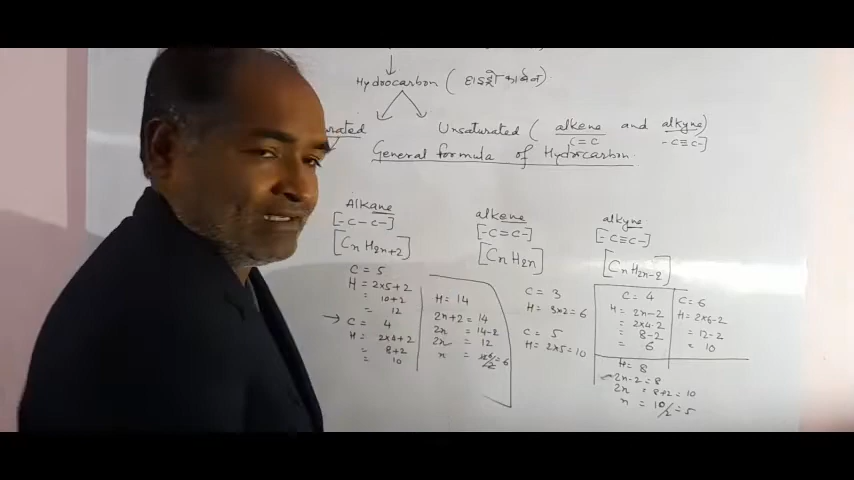 Hydrocarbon ( ହାଇଡ୍ରୋକାର୍ବନ )
Unsaturated ( alkene and alkyne )
C=C
-C≡C-]
General formula of Hydrocarbon.
Alkane
[-C-C-]
[CnH2n+2]
C = 5
H = 2x5+2
= 10+2
= 12
→ C = 4
H = 2x4+2
= 8+2
= 10
H = 14
2n+2 = 14
2n = 14-2
2n = 12
n = 6
alkene
[-C=C-]
[CnH2n]
C = 3
H = 3x2 = 6
C = 5
H = 2x5 = 10
alkyne
[-C≡C-]
[CnH2n-2]
C = 4
H = 2n-2
= 2x4-2
= 8-2
= 6
C = 6
H = 2x6-2
= 12-2
= 10
H = 8
2n-2 = 8
2n = 8+2 = 10
n = 10/2 = 5